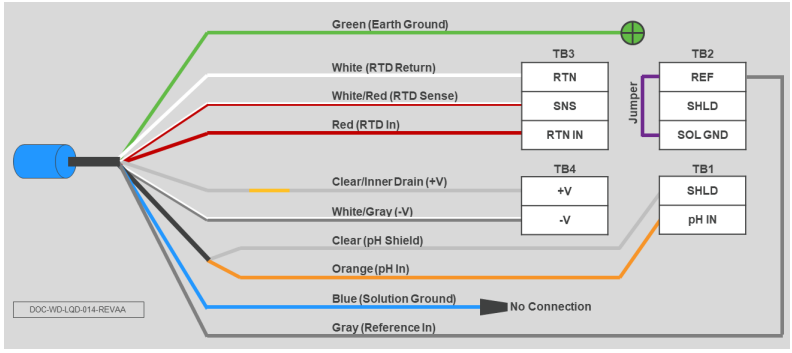 Green (Earth Ground)
White (RTD Return)
White/Red (RTD Sense)
Red (RTD In)
TB3
RTN
SNS
RTN IN
TB2
REF
SHLD
SOL GND
Jumper
Clear/Inner Drain (+V)
White/Gray (-V)
TB4
+V
-V
TB1
SHLD
pH IN
Clear (pH Shield)
Orange (pH In)
Blue (Solution Ground)
No Connection
Gray (Reference In)
DOC-WD-LQD-014-REVAA